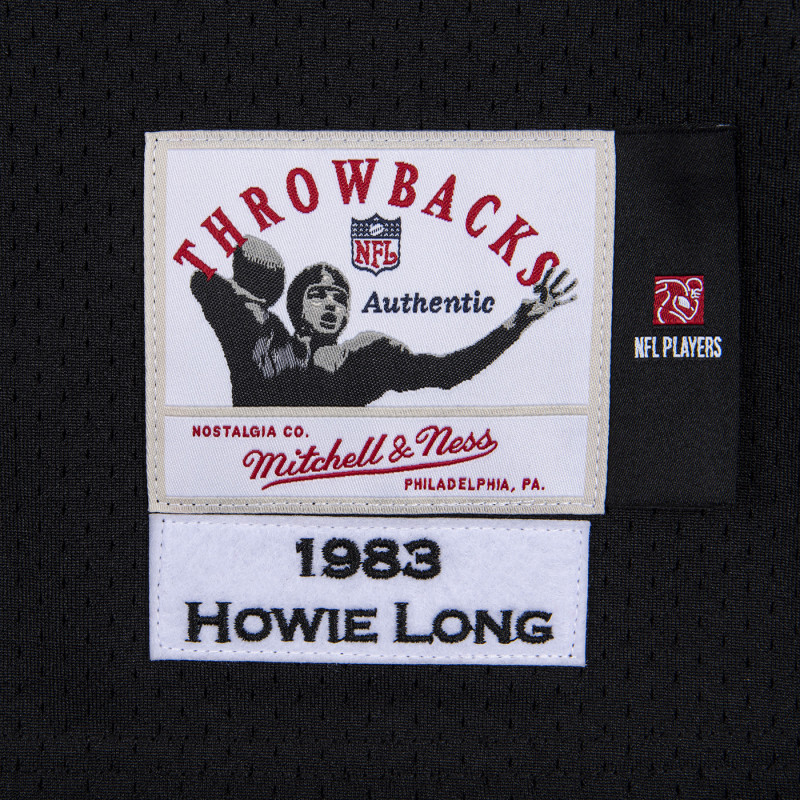 THROWBACKS
NFL
Authentic
NFL PLAYERS
NOSTALGIA CO.
Mitchell & Ness
PHILADELPHIA, PA.
1983
HOWIE LONG